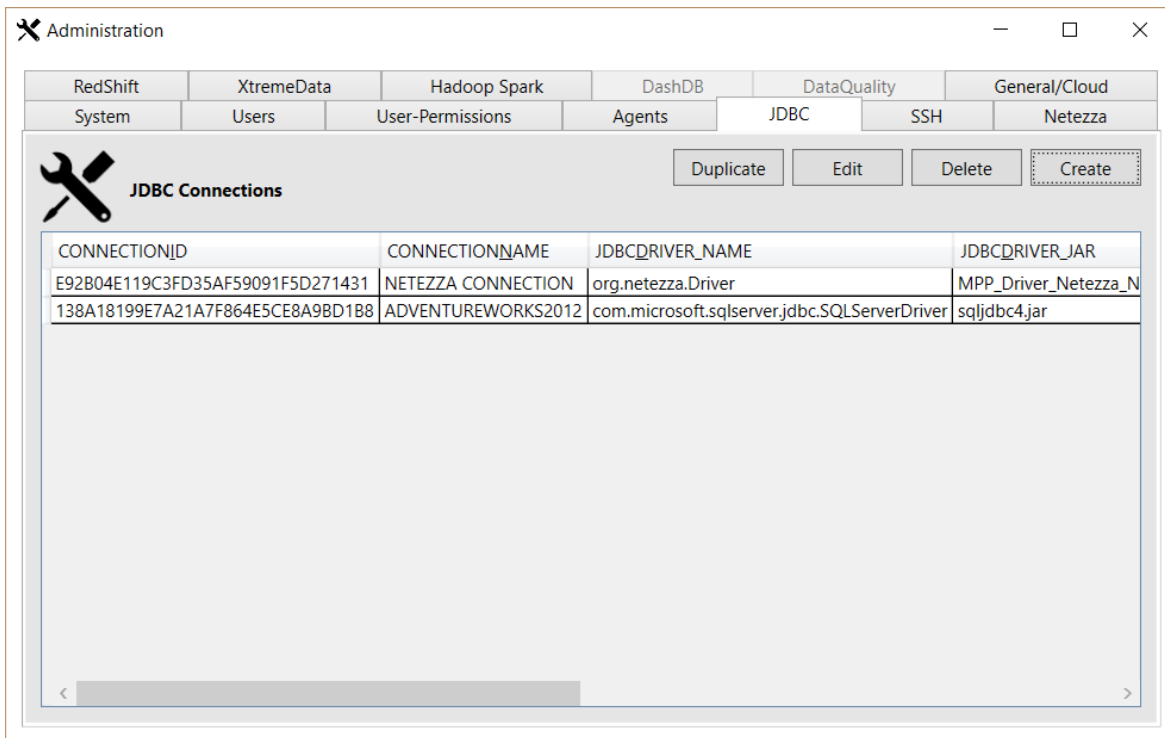 Administration
RedShift XtremeData Hadoop Spark DashDB DataQuality General/Cloud
System Users User-Permissions Agents JDBC SSH Netezza
Duplicate Edit Delete Create
JDBC Connections
CONNECTIONID CONNECTIONNAME JDBCDRIVER_NAME JDBCDRIVER_JAR
E92B04E119C3FD35AF59091F5D271431 NETEZZA CONNECTION org.netezza.Driver MPP_Driver_Netezza_N
138A18199E7A21A7F864E5CE8A9BD1B8 ADVENTUREWORKS2012 com.microsoft.sqlserver.jdbc.SQLServerDriver sqljdbc4.jar